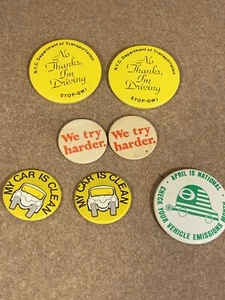 N.Y.C. Department of Transportation
No
Thanks,
I'm
Driving
STOP-DWI
N.Y.C. Department of Transportation
No
Thanks,
I'm
Driving
STOP-DWI
We try
harder.
We try
harder.
MY CAR IS CLEAN
MY CAR IS CLEAN
APRIL IS NATIONAL
CHECK YOUR VEHICLE EMISSIONS MONTH